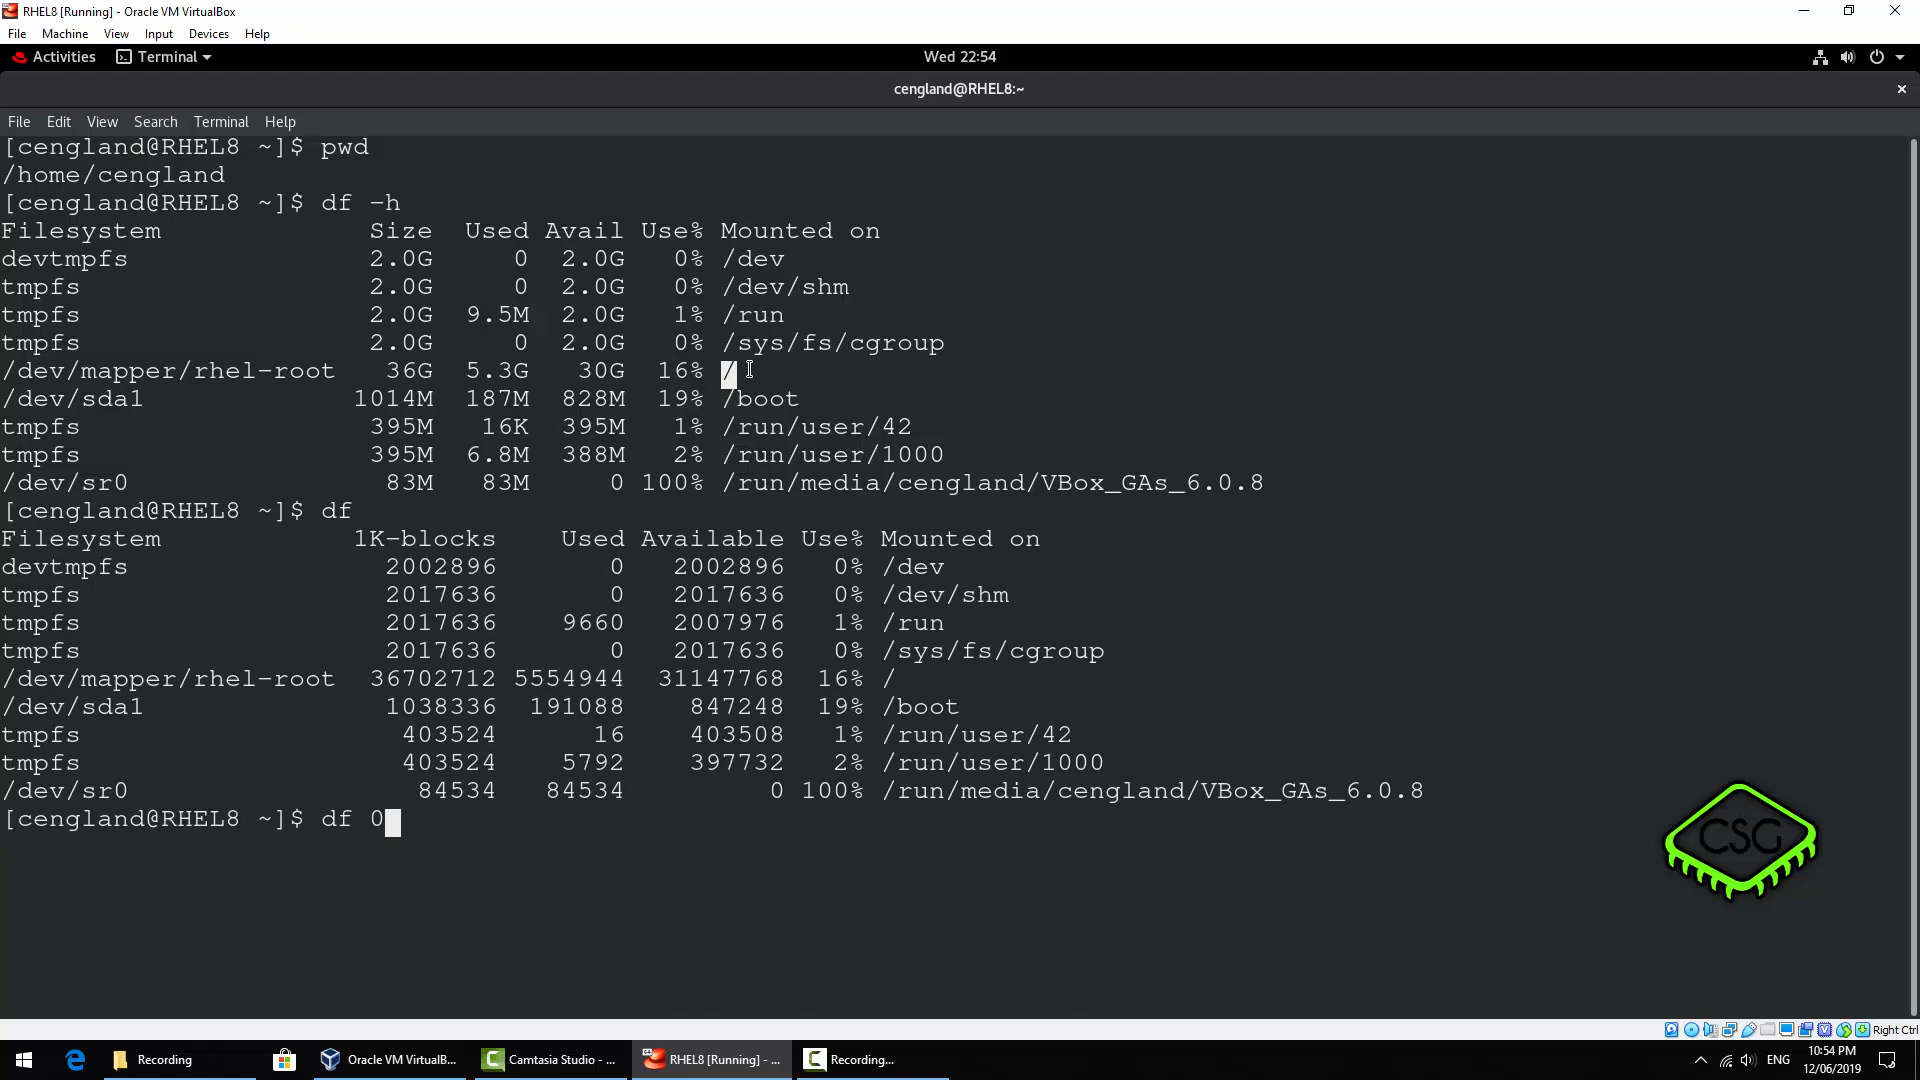 RHEL8 [Running] - Oracle VM VirtualBox
File Machine View Input Devices Help
Activities Terminal Wed 22:54
cengland@RHEL8:~
File Edit View Search Terminal Help
[cengland@RHEL8 ~]$ pwd
/home/cengland
[cengland@RHEL8 ~]$ df -h
Filesystem Size Used Avail Use% Mounted on
devtmpfs 2.0G 0 2.0G 0% /dev
tmpfs 2.0G 0 2.0G 0% /dev/shm
tmpfs 2.0G 9.5M 2.0G 1% /run
tmpfs 2.0G 0 2.0G 0% /sys/fs/cgroup
/dev/mapper/rhel-root 36G 5.3G 30G 16% /
/dev/sda1 1014M 187M 828M 19% /boot
tmpfs 395M 16K 395M 1% /run/user/42
tmpfs 395M 6.8M 388M 2% /run/user/1000
/dev/sr0 83M 83M 0 100% /run/media/cengland/VBox_GAs_6.0.8
[cengland@RHEL8 ~]$ df
Filesystem 1K-blocks Used Available Use% Mounted on
devtmpfs 2002896 0 2002896 0% /dev
tmpfs 2017636 0 2017636 0% /dev/shm
tmpfs 2017636 9660 2007976 1% /run
tmpfs 2017636 0 2017636 0% /sys/fs/cgroup
/dev/mapper/rhel-root 36702712 5554944 31147768 16% /
/dev/sda1 1038336 191088 847248 19% /boot
tmpfs 403524 16 403508 1% /run/user/42
tmpfs 403524 5792 397732 2% /run/user/1000
/dev/sr0 84534 84534 0 100% /run/media/cengland/VBox_GAs_6.0.8
[cengland@RHEL8 ~]$ df 0
CSG
Right Ctrl
Recording Oracle VM VirtualB... Camtasia Studio - ... RHEL8 [Running] - ... Recording... ENG 10:54 PM
12/06/2019